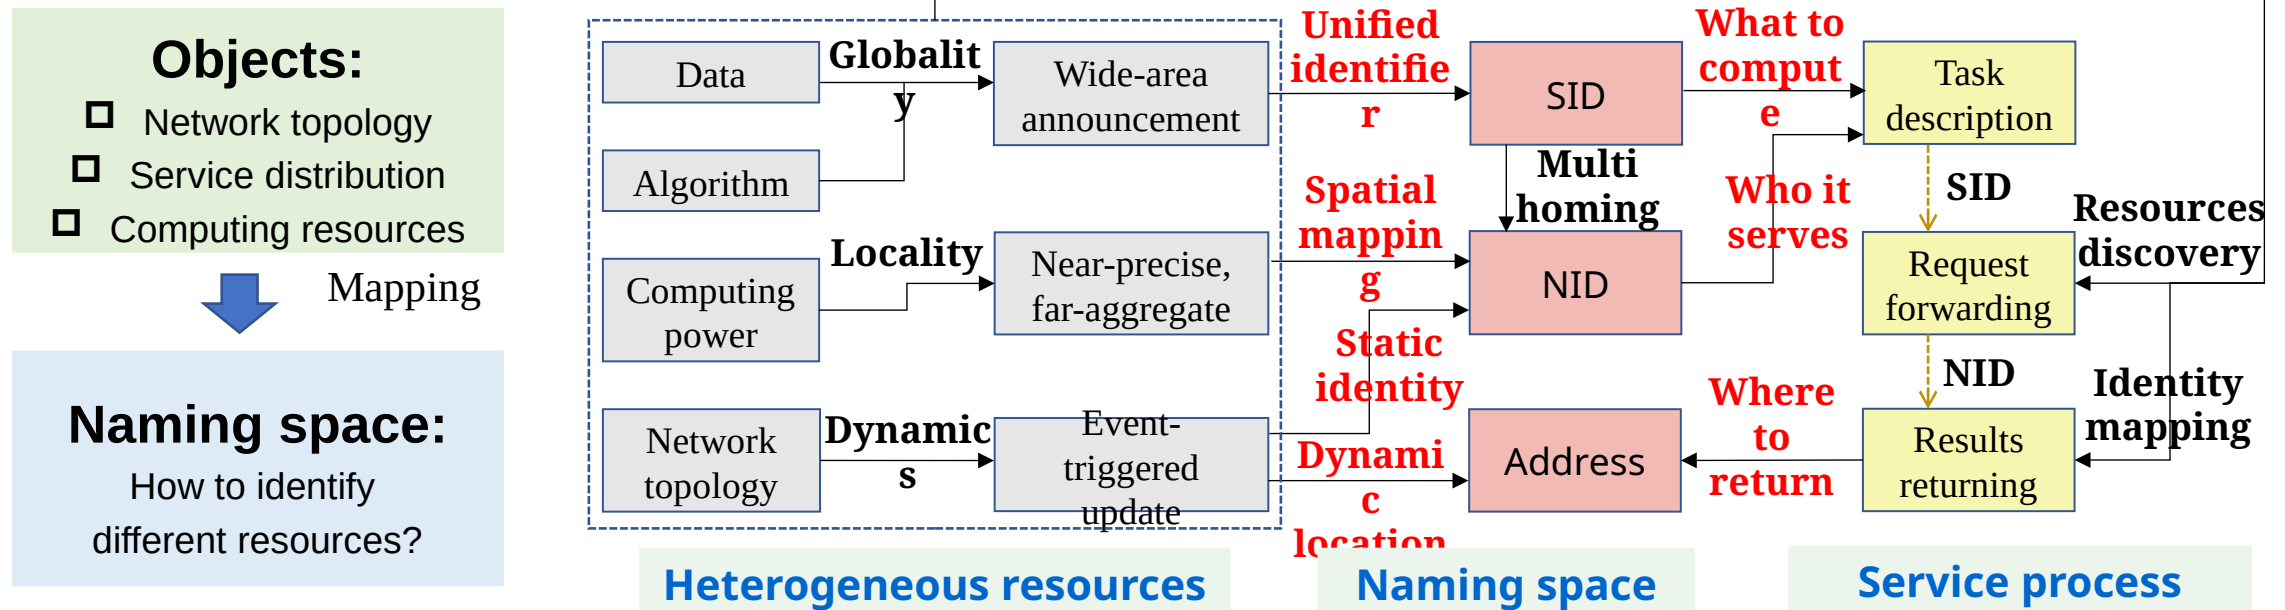 Objects:
Network topology
Service distribution
Computing resources
Mapping
Naming space:
How to identify
different resources?
Data
Algorithm
Globalit
y
Wide-area
announcement
Computing
power
Locality
Near-precise,
far-aggregate
Network
topology
Dynamic
s
Event-
triggered
update
Heterogeneous resources
Unified
identifie
r
Spatial
mappin
g
Static
identity
Dynami
c
location
SID
Multi
homing
NID
Address
Naming space
What to
comput
e
Who it
serves
Where
to
return
Task
description
SID
Request
forwarding
NID
Results
returning
Resources
discovery
Identity
mapping
Service process